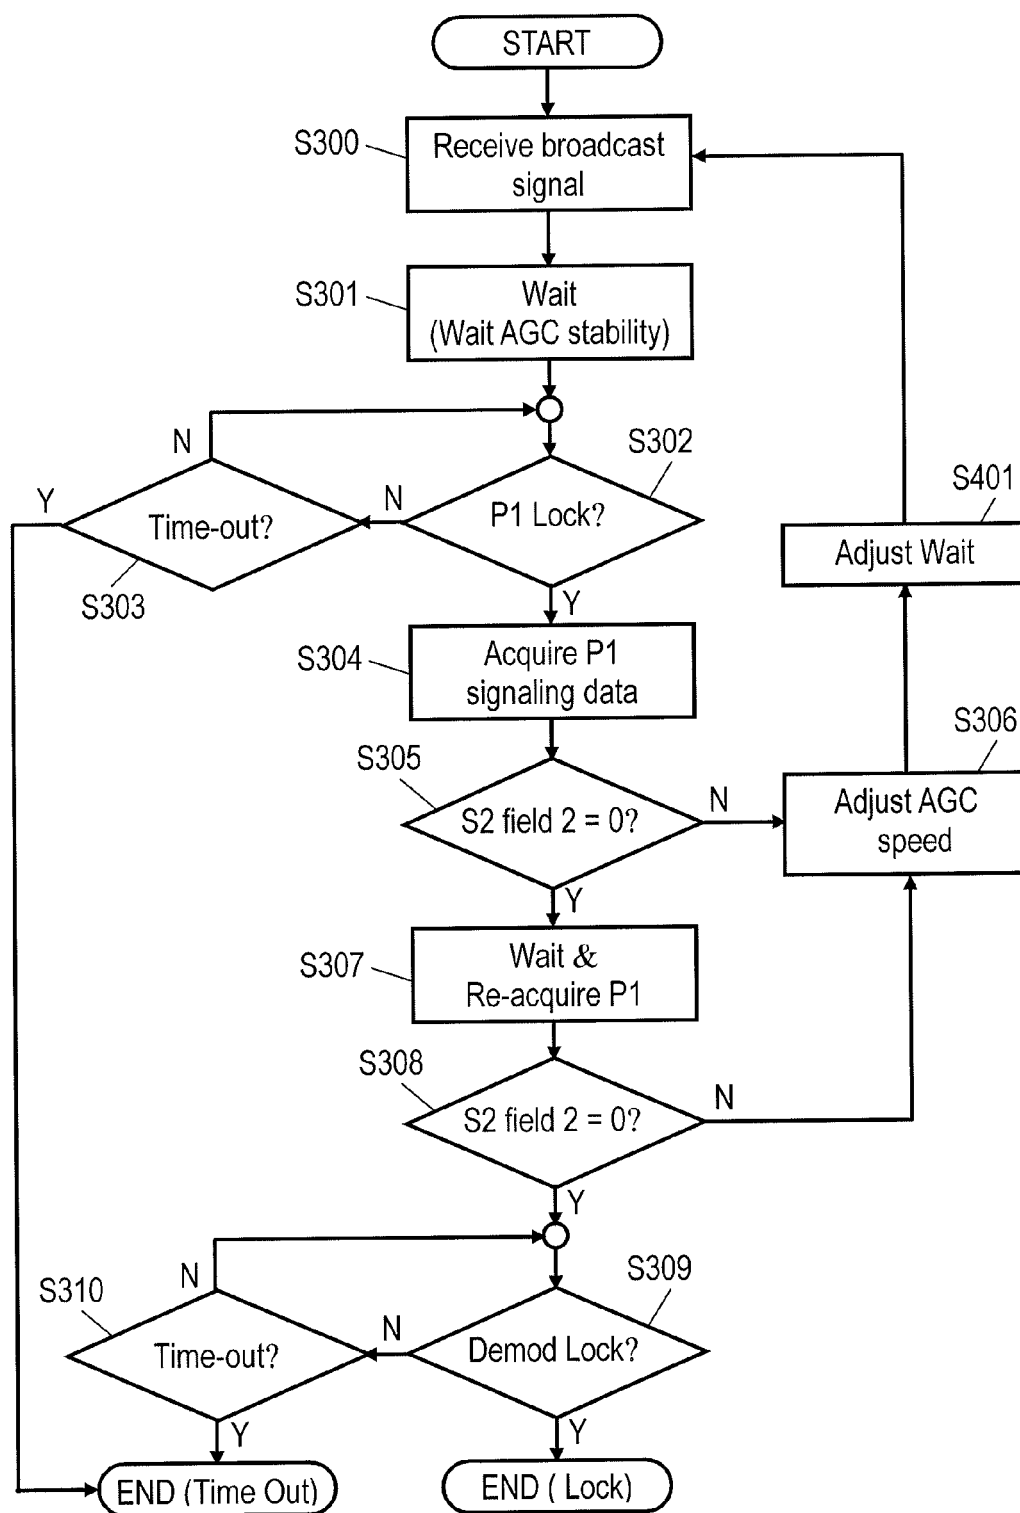 START
S300
Receive broadcast
signal
S301
Wait
(Wait AGC stability)
N
S302
Y
Time-out?
N
P1 Lock?
S401
Adjust Wait
S303
Y
S304
Acquire P1
signaling data
S306
S305
S2 field 2 = 0?
N
Adjust AGC
speed
Y
S307
Wait &
Re-acquire P1
S308
S2 field 2 = 0?
N
Y
N
S309
S310
Time-out?
N
Demod Lock?
Y
Y
END (Time Out)
END ( Lock)